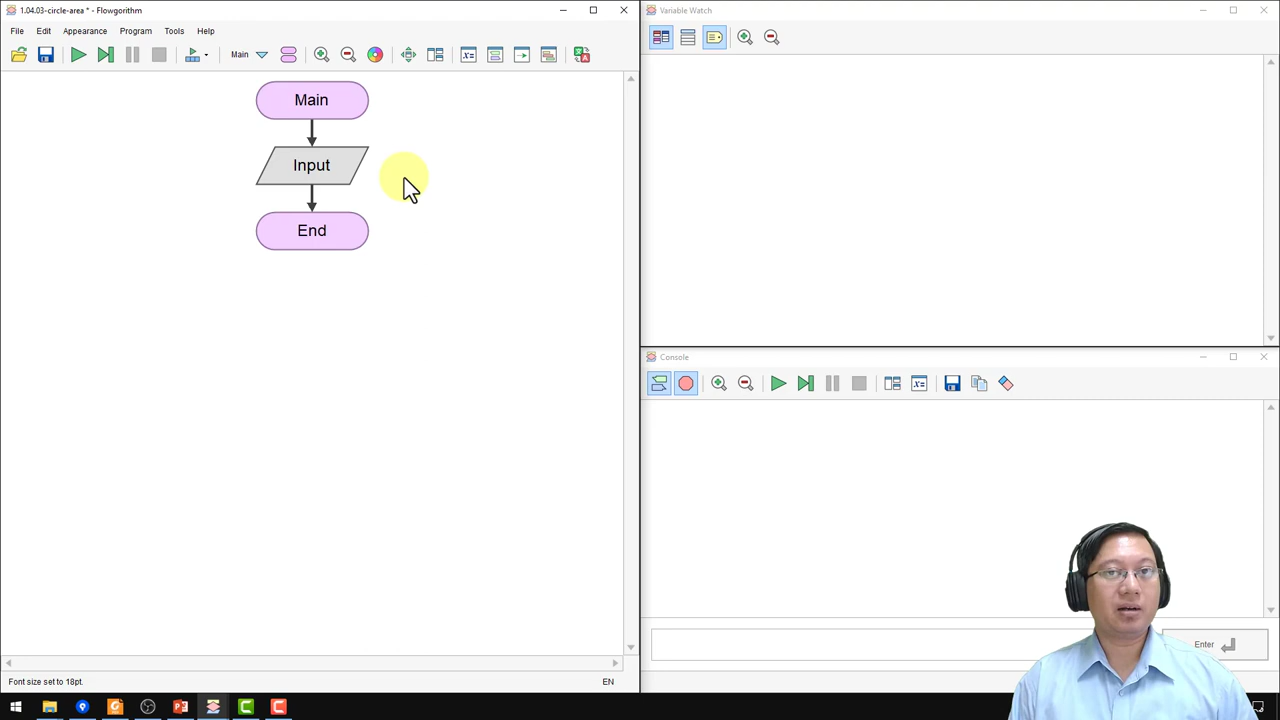 1.04.03-circle-area * - Flowgorithm
File Edit Appearance Program Tools Help
Main
Main
Input
End
Font size set to 18pt.
EN
Variable Watch
Console
Enter